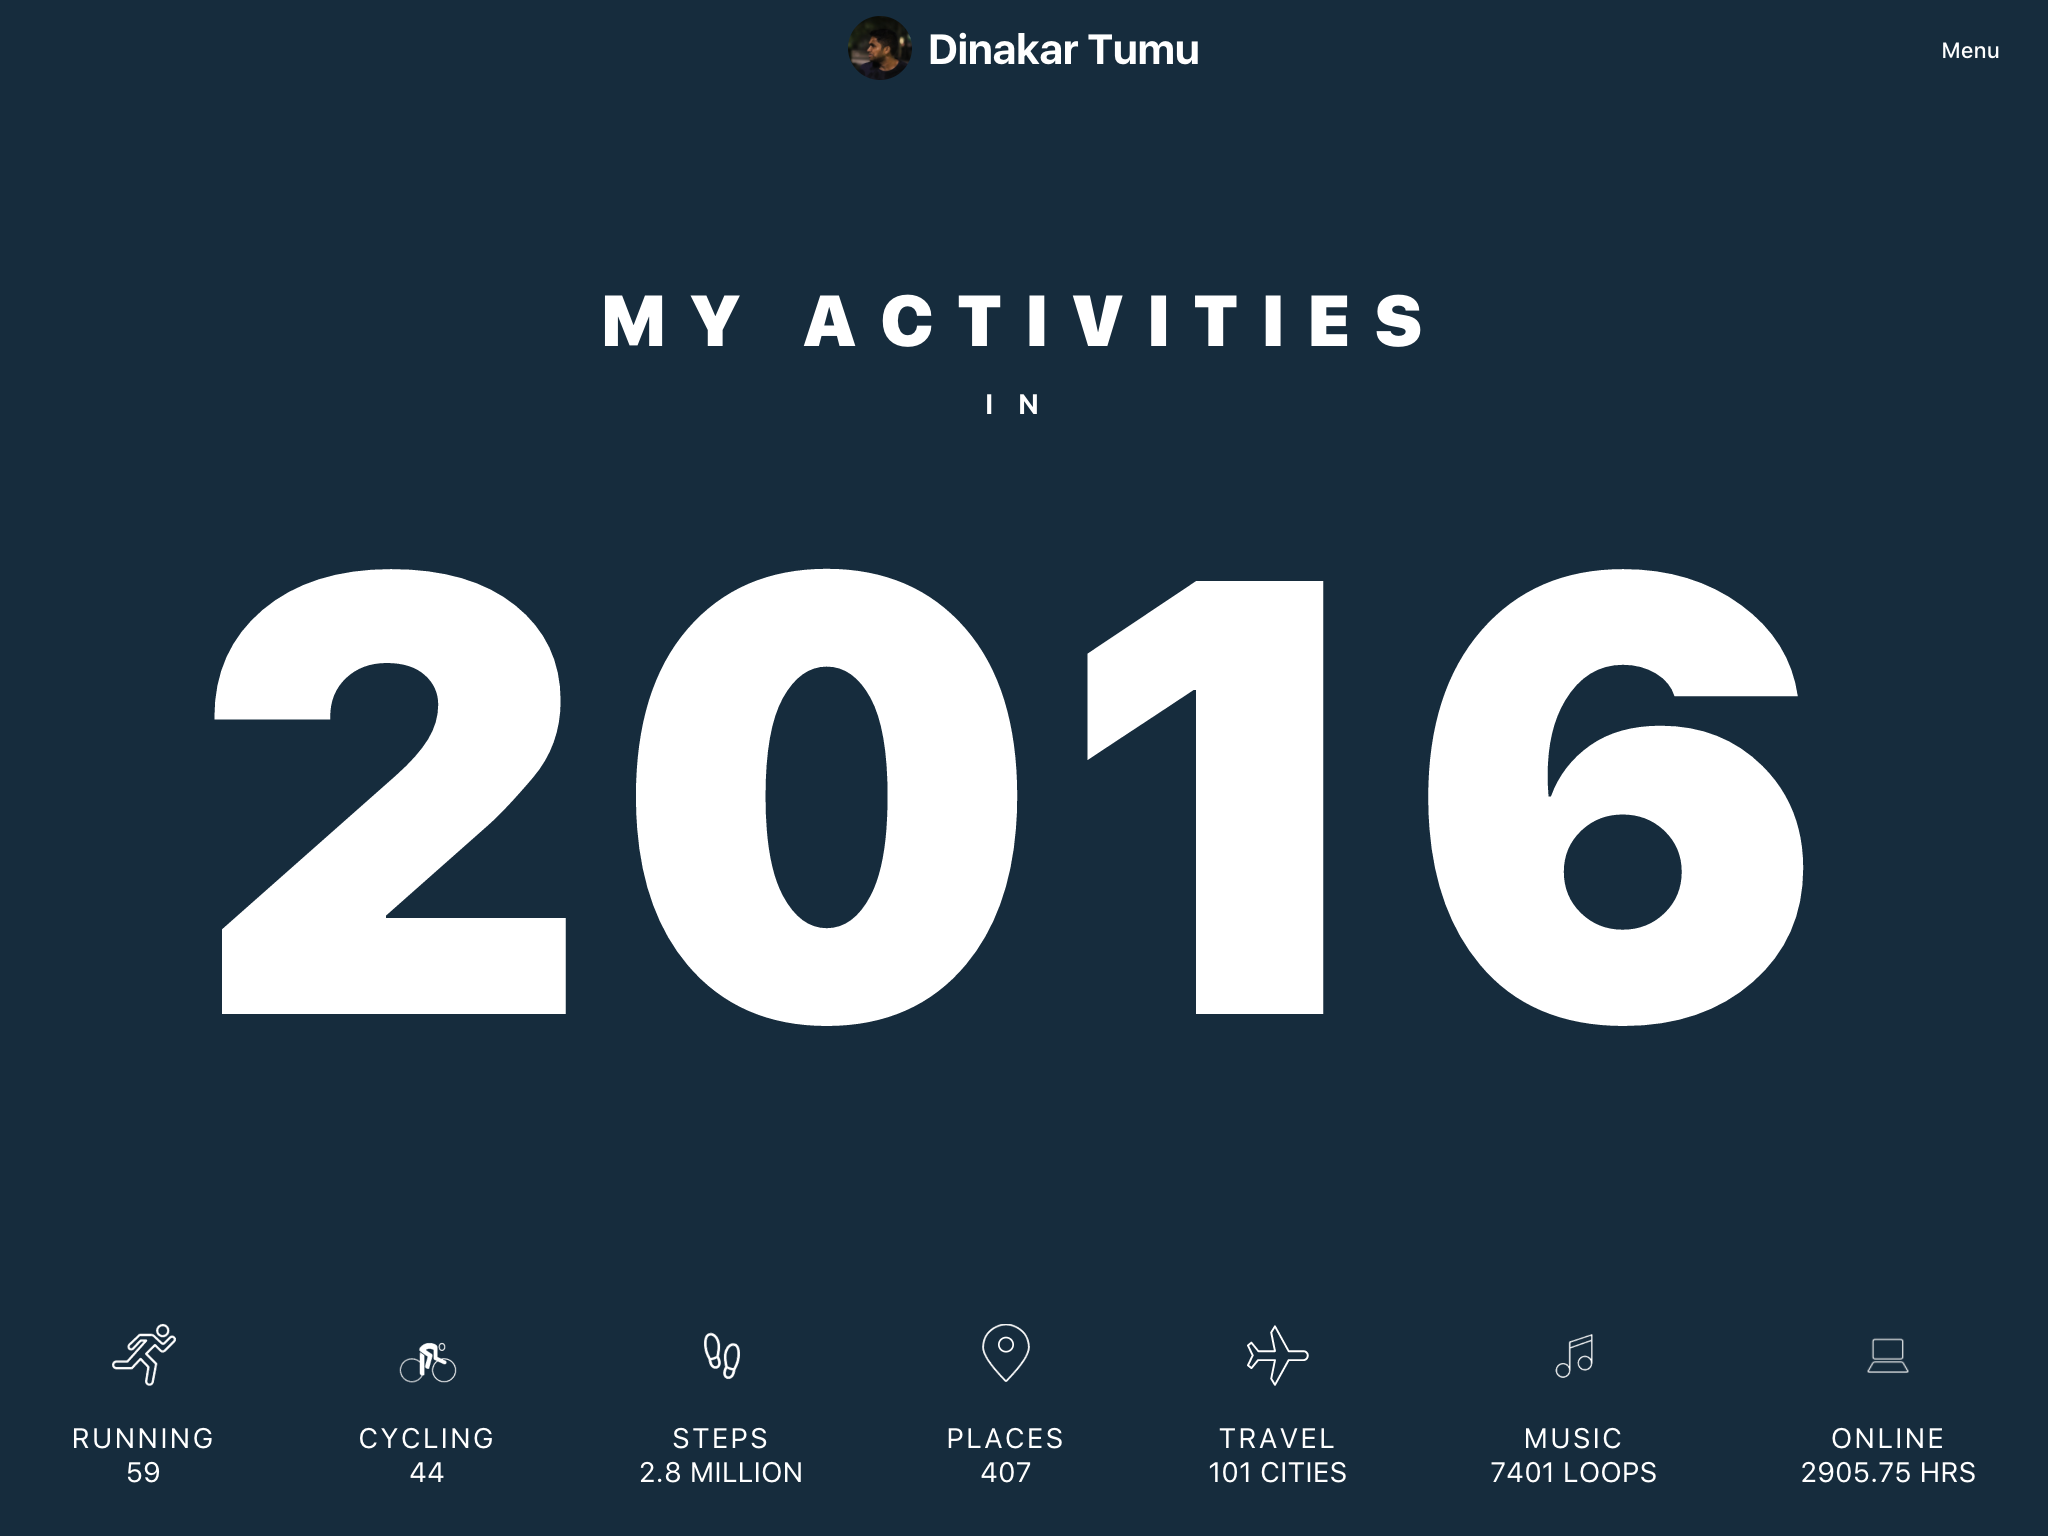 Dinakar Tumu
Menu
MY ACTIVITIES
IN
2016
RUNNING
59
CYCLING
44
STEPS
2.8 MILLION
PLACES
407
TRAVEL
101 CITIES
MUSIC
7401 LOOPS
ONLINE
2905.75 HRS